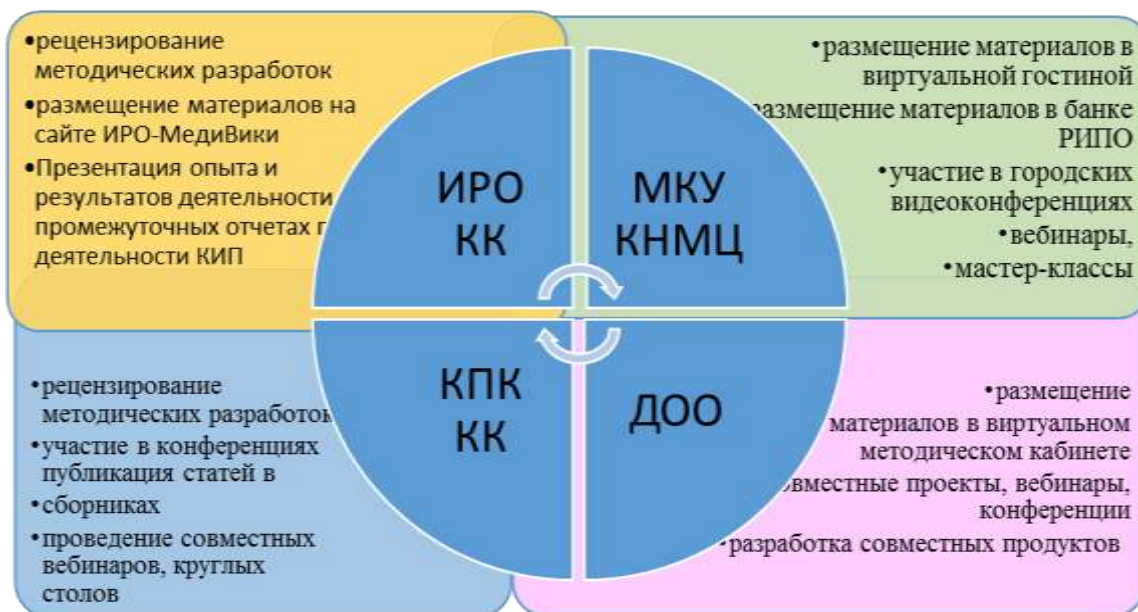 •рецензирование
методических разработок
•размещение материалов на
сайте ИРО-МедиВики
•Презентация опыта и
результатов деятельности
промежуточных отчетах
деятельности КИП
•размещение материалов в
виртуальной гостиной
размещение материалов в банке
РИПО
•участие в городских
видеоконференциях
•вебинары,
•мастер-классы
ИРО
КК
МКУ
КНМЦ
КПК
КК
ДОО
•рецензирование
методических разработок
•участие в конференциях
публикация статей в
•сборниках
•проведение совместных
вебинаров, круглых
столов
•размещение
материалов в виртуальном
методическом кабинете
проекты, вебинары,
конференции
•разработка совместных продуктов